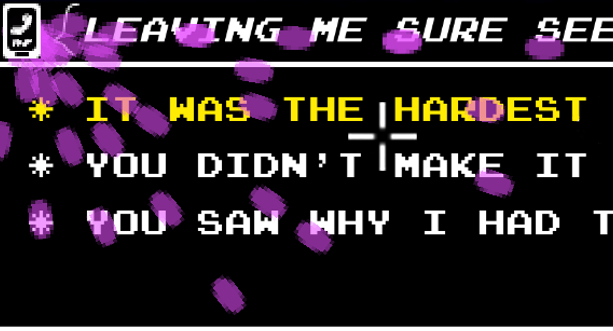 LEAVING ME SURE SEE
* IT WAS THE HARDEST
* YOU DIDN'T MAKE IT
* YOU SAW WHY I HAD T